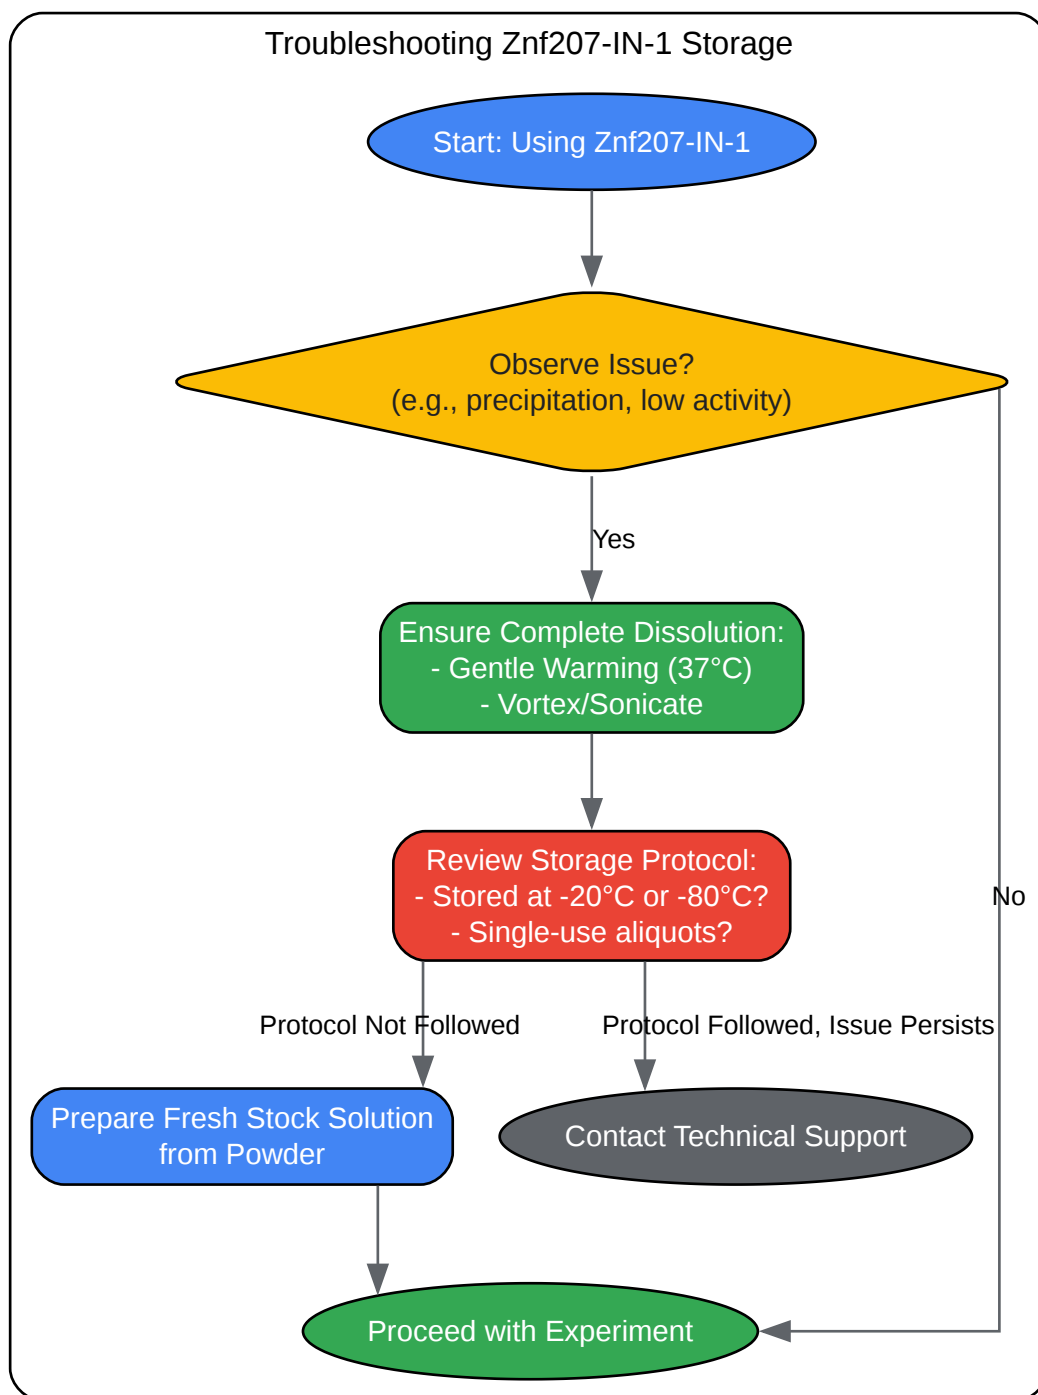 Troubleshooting Znf207-IN-1 Storage
Start: Using Znf207-IN-1
Observe Issue?
(e.g., precipitation, low activity)
Yes
Ensure Complete Dissolution:
- Gentle Warming (37°C)
- Vortex/Sonicate
Review Storage Protocol:
- Stored at -20°C or -80°C?
- Single-use aliquots?
No
Protocol Not Followed
Protocol Followed, Issue Persists
Prepare Fresh Stock Solution
from Powder
Contact Technical Support
Proceed with Experiment